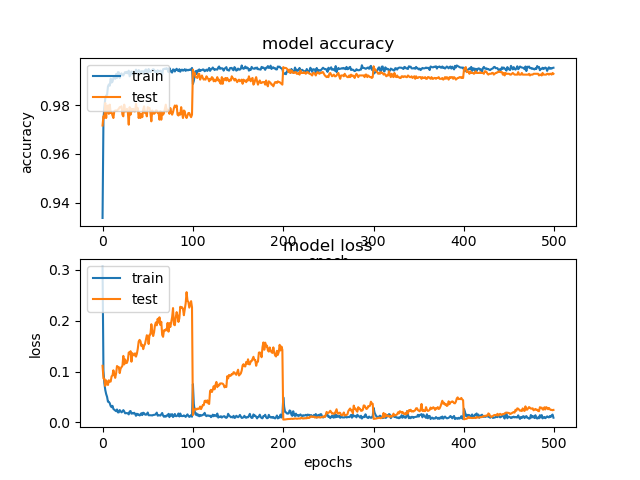 model accuracy
train
test
accuracy
0.98
0.96
0.94
0 100 200 300 400 500
epoch
model loss
train
test
loss
0.3
0.2
0.1
0.0
0 100 200 300 400 500
epochs